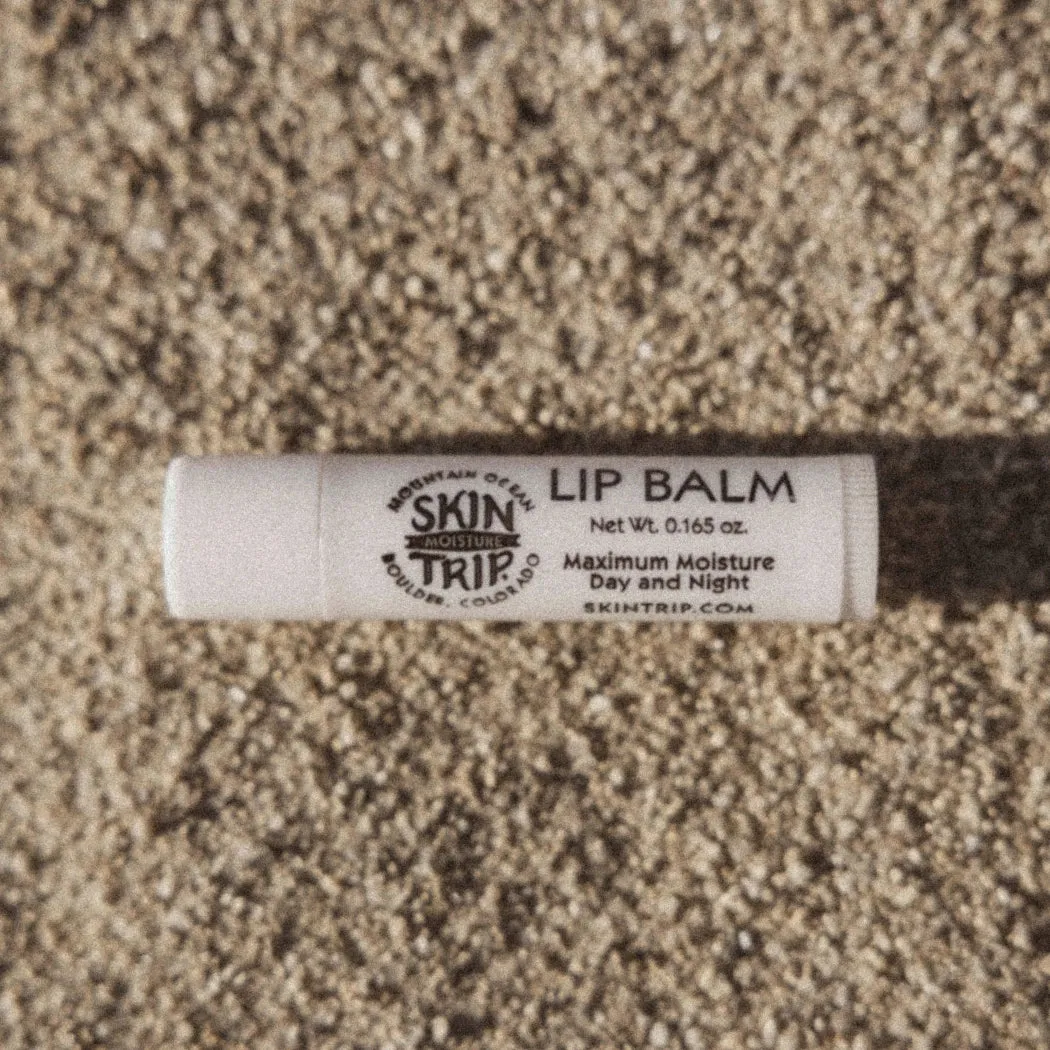 MOUNTAIN OCEAN
SKIN
MOISTURE
TRIP.
BOULDER, COLORADO
LIP BALM
Net Wt. 0.165 oz.
Maximum Moisture
Day and Night
SKINTRIP.COM